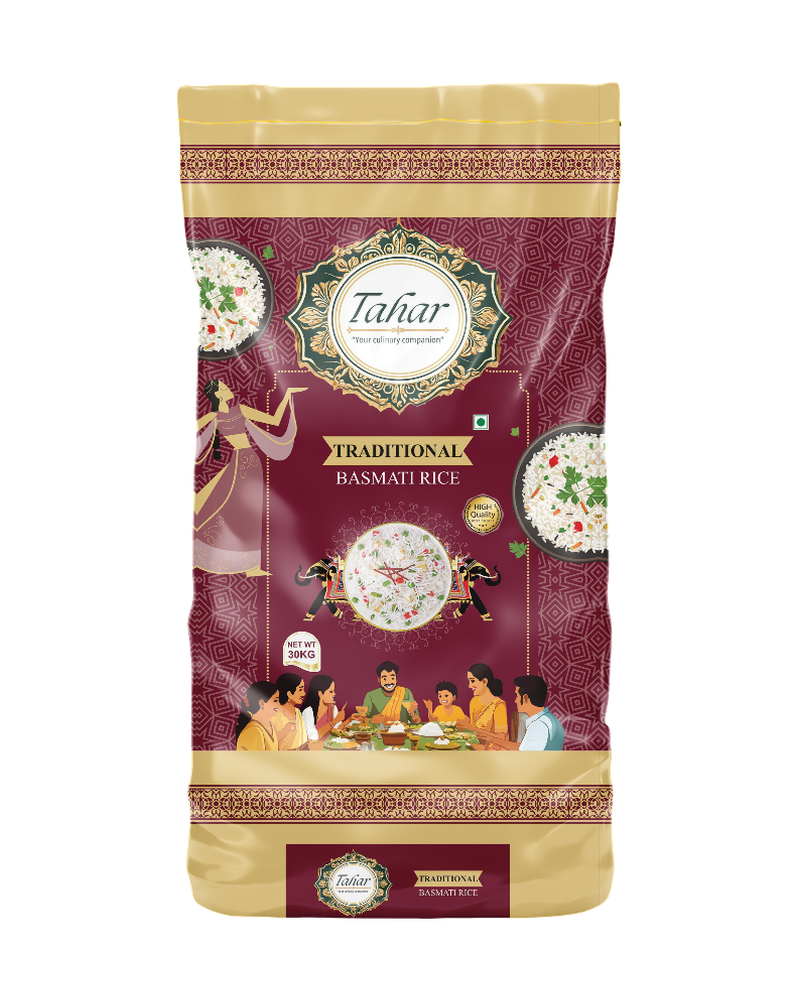 Tahar
"Your culinary companion"
TRADITIONAL
BASMATI RICE
HIGH
Quality
NET WT
30KG
Tahar
TRADITIONAL
BASMATI RICE